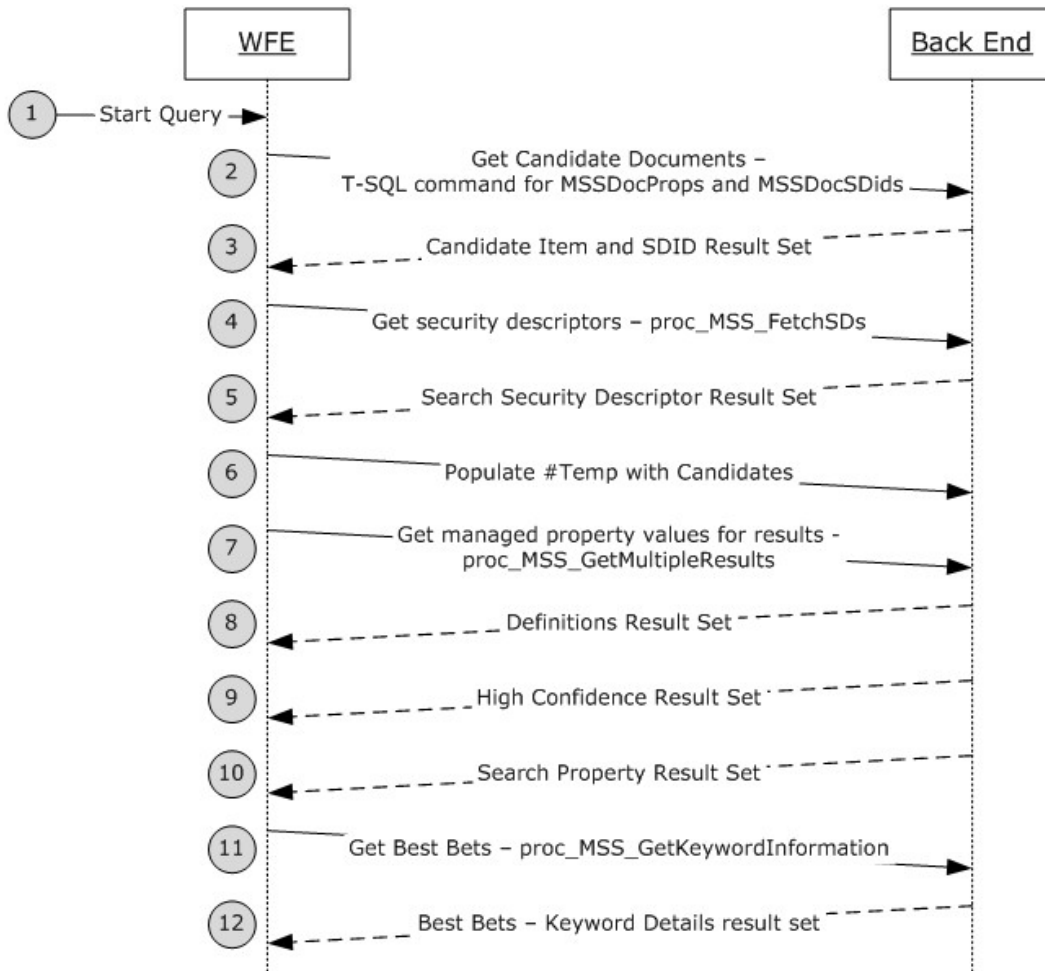 WFE
Back End
1
Start Query
2
Get Candidate Documents –
T-SQL command for MSSDocProps and MSSDocSDids
3
Candidate Item and SDID Result Set
4
Get security descriptors – proc_MSS_FetchSDs
5
Search Security Descriptor Result Set
6
Populate #Temp with Candidates
7
Get managed property values for results -
proc_MSS_GetMultipleResults
8
Definitions Result Set
9
High Confidence Result Set
10
Search Property Result Set
11
Get Best Bets – proc_MSS_GetKeywordInformation
12
Best Bets – Keyword Details result set